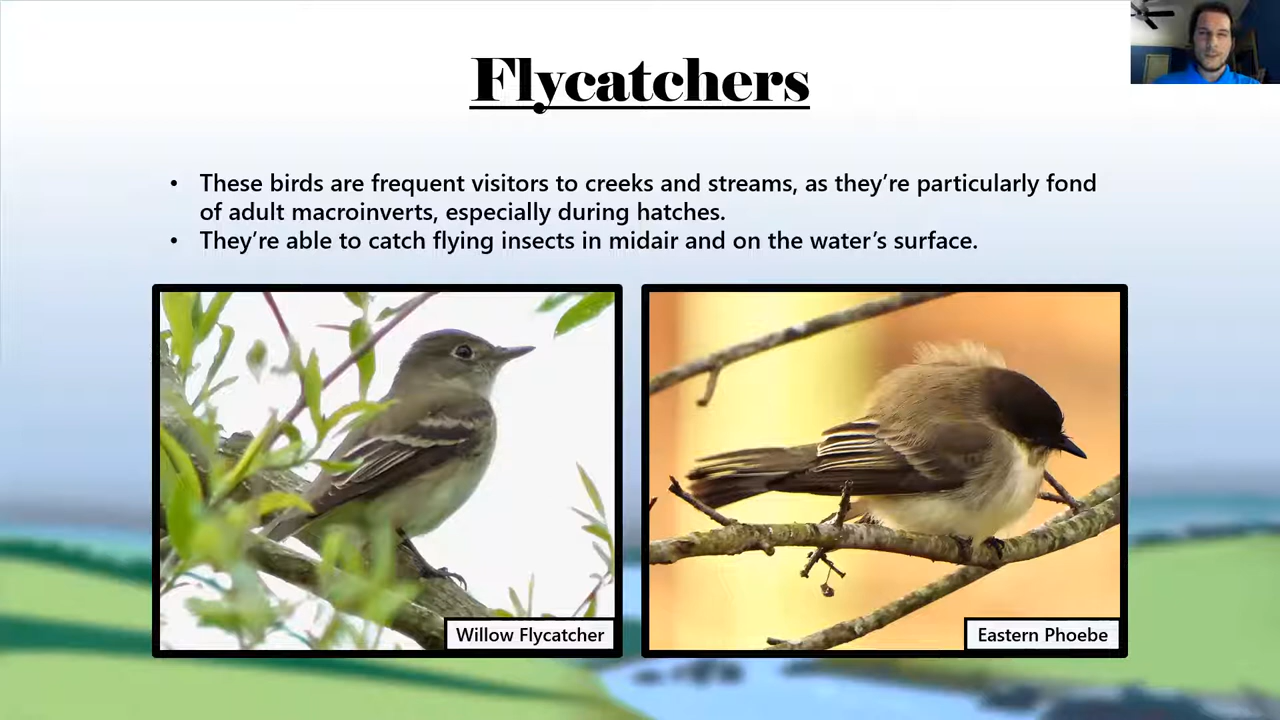 Flycatchers
• These birds are frequent visitors to creeks and streams, as they’re particularly fond
of adult macroinverts, especially during hatches.
• They’re able to catch flying insects in midair and on the water’s surface.
Willow Flycatcher
Eastern Phoebe